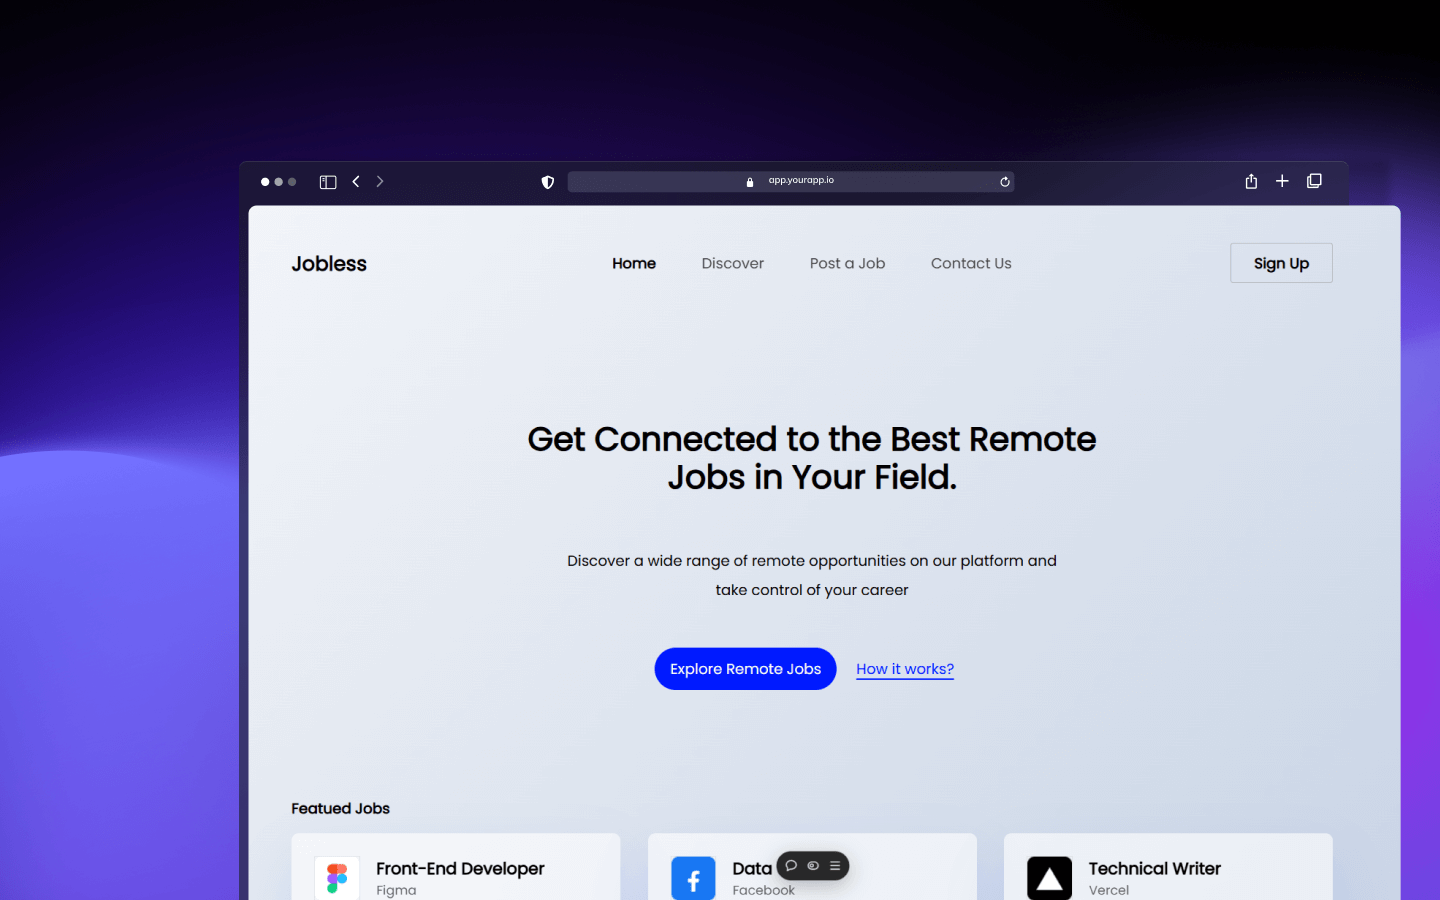 app.yourapp.io
Jobless
Home Discover Post a Job Contact Us
Sign Up
Get Connected to the Best Remote
Jobs in Your Field.
Discover a wide range of remote opportunities on our platform and
take control of your career
Explore Remote Jobs How it works?
Featued Jobs
Front-End Developer
Figma
Data
Facebook
Technical Writer
Vercel